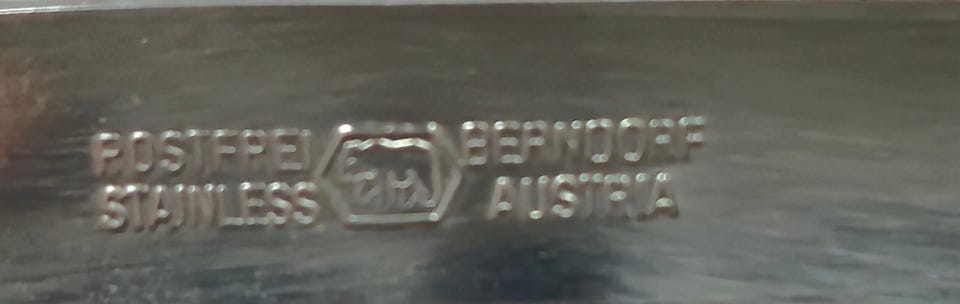 ROSTFREI BERNDORF
STAINLESS AUSTRIA